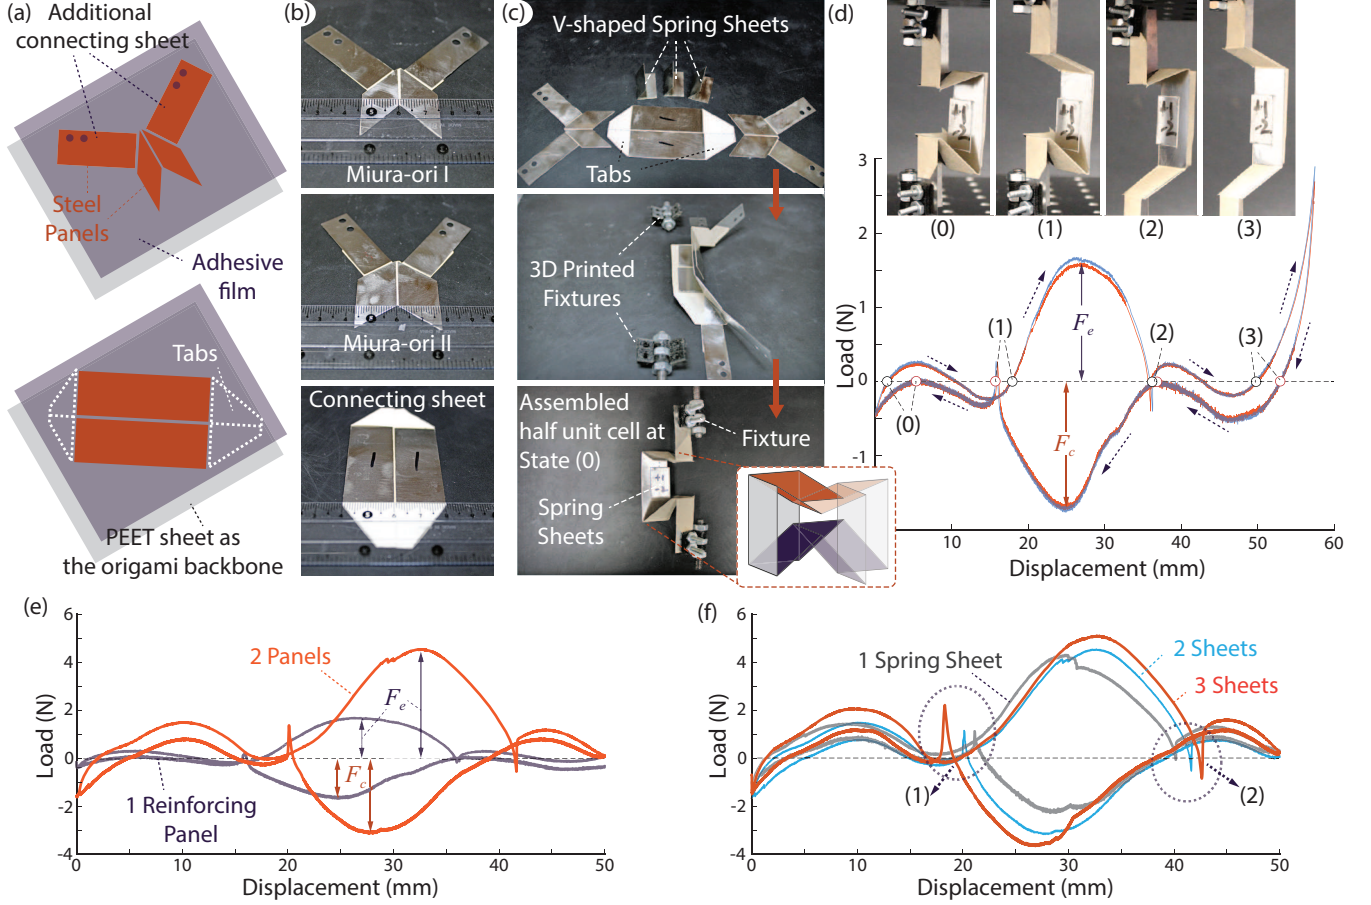 (a)
Additional
connecting sheet
Steel
Panels
Adhesive
film
Tabs
PEET sheet as
the origami backbone
(b)
Miura-ori I
Miura-ori II
Connecting sheet
(c)
V-shaped Spring Sheets
Tabs
3D Printed
Fixtures
Assembled
half unit cell at
State (0)
Fixture
Spring
Sheets
(d)
(0)
(1)
(2)
(3)
3
2
1
0
-1
Load (N)
(0)
(1)
(2)
(3)
Fe
Fc
10
20
30
40
50
60
Displacement (mm)
(e)
6
4
2
0
-2
-4
Load (N)
2 Panels
Fe
Fc
1 Reinforcing
Panel
0
10
20
30
40
50
Displacement (mm)
(f)
6
4
2
0
-2
-4
Load (N)
1 Spring Sheet
2 Sheets
3 Sheets
(1)
(2)
0
10
20
30
40
50
Displacement (mm)